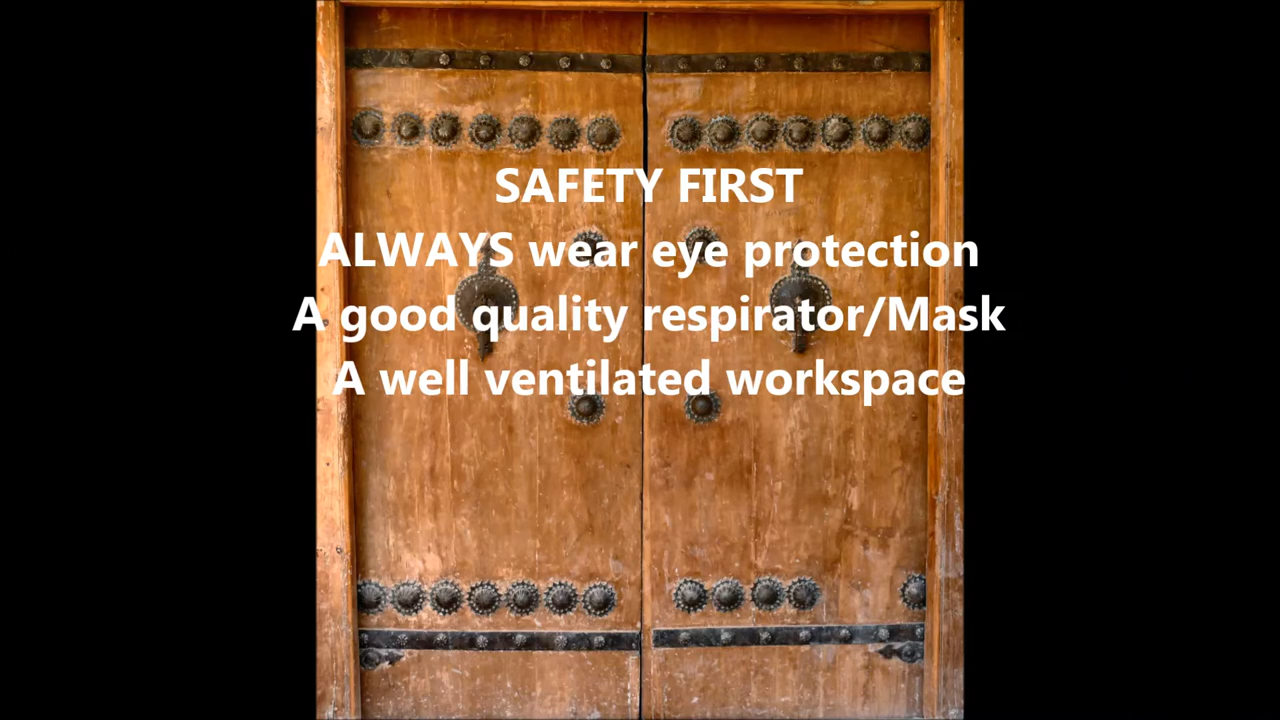 SAFETY FIRST
ALWAYS wear eye protection
A good quality respirator/Mask
A well ventilated workspace